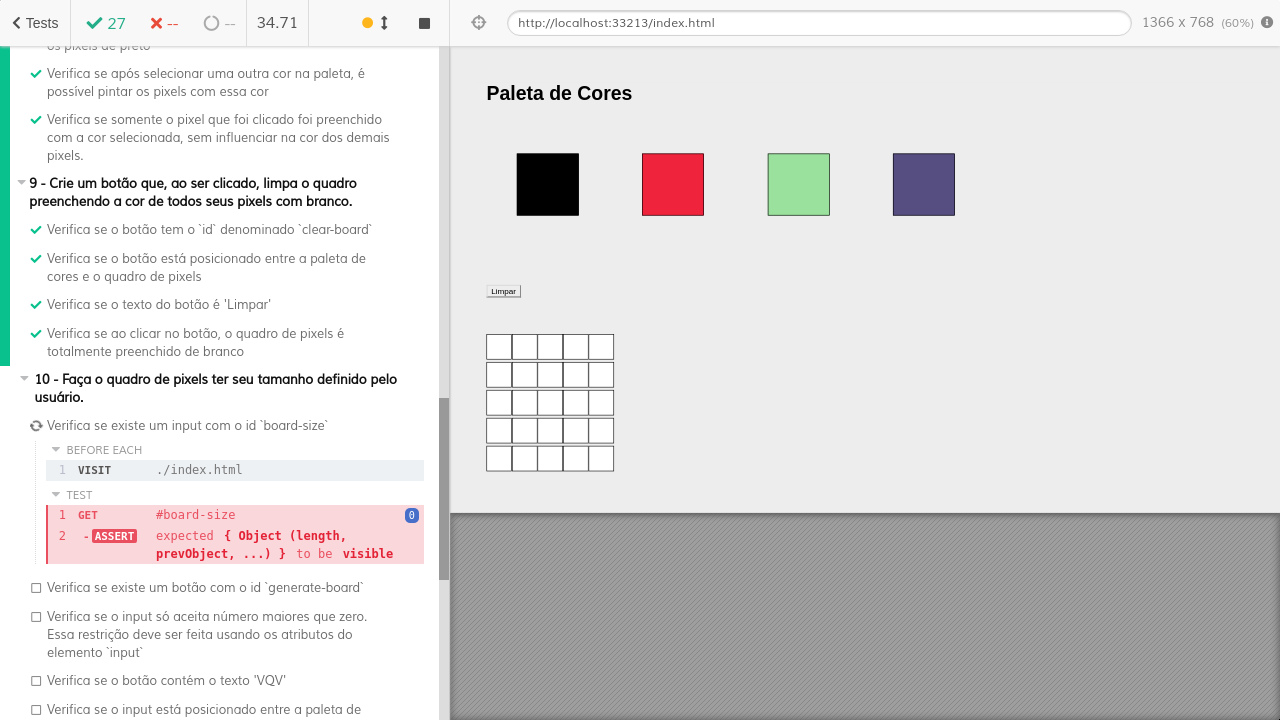 Tests
27
--
--
34.71
http://localhost:33213/index.html
1366 x 768 (60%)
os pixels de preto
Verifica se após selecionar uma outra cor na paleta, é
possível pintar os pixels com essa cor
Verifica se somente o pixel que foi clicado foi preenchido
com a cor selecionada, sem influenciar na cor dos demais
pixels.
9 - Crie um botão que, ao ser clicado, limpa o quadro
preenchendo a cor de todos seus pixels com branco.
Verifica se o botão tem o `id` denominado `clear-board`
Verifica se o botão está posicionado entre a paleta de
cores e o quadro de pixels
Verifica se o texto do botão é 'Limpar'
Verifica se ao clicar no botão, o quadro de pixels é
totalmente preenchido de branco
10 - Faça o quadro de pixels ter seu tamanho definido pelo
usuário.
Verifica se existe um input com o id `board-size`
BEFORE EACH
1 VISIT ./index.html
TEST
1 GET #board-size 0
2 -ASSERT expected { Object (length,
prevObject, ...) } to be visible
Verifica se existe um botão com o id `generate-board`
Verifica se o input só aceita número maiores que zero.
Essa restrição deve ser feita usando os atributos do
elemento `input`
Verifica se o botão contém o texto 'VQV'
Verifica se o input está posicionado entre a paleta de
Paleta de Cores
Limpar